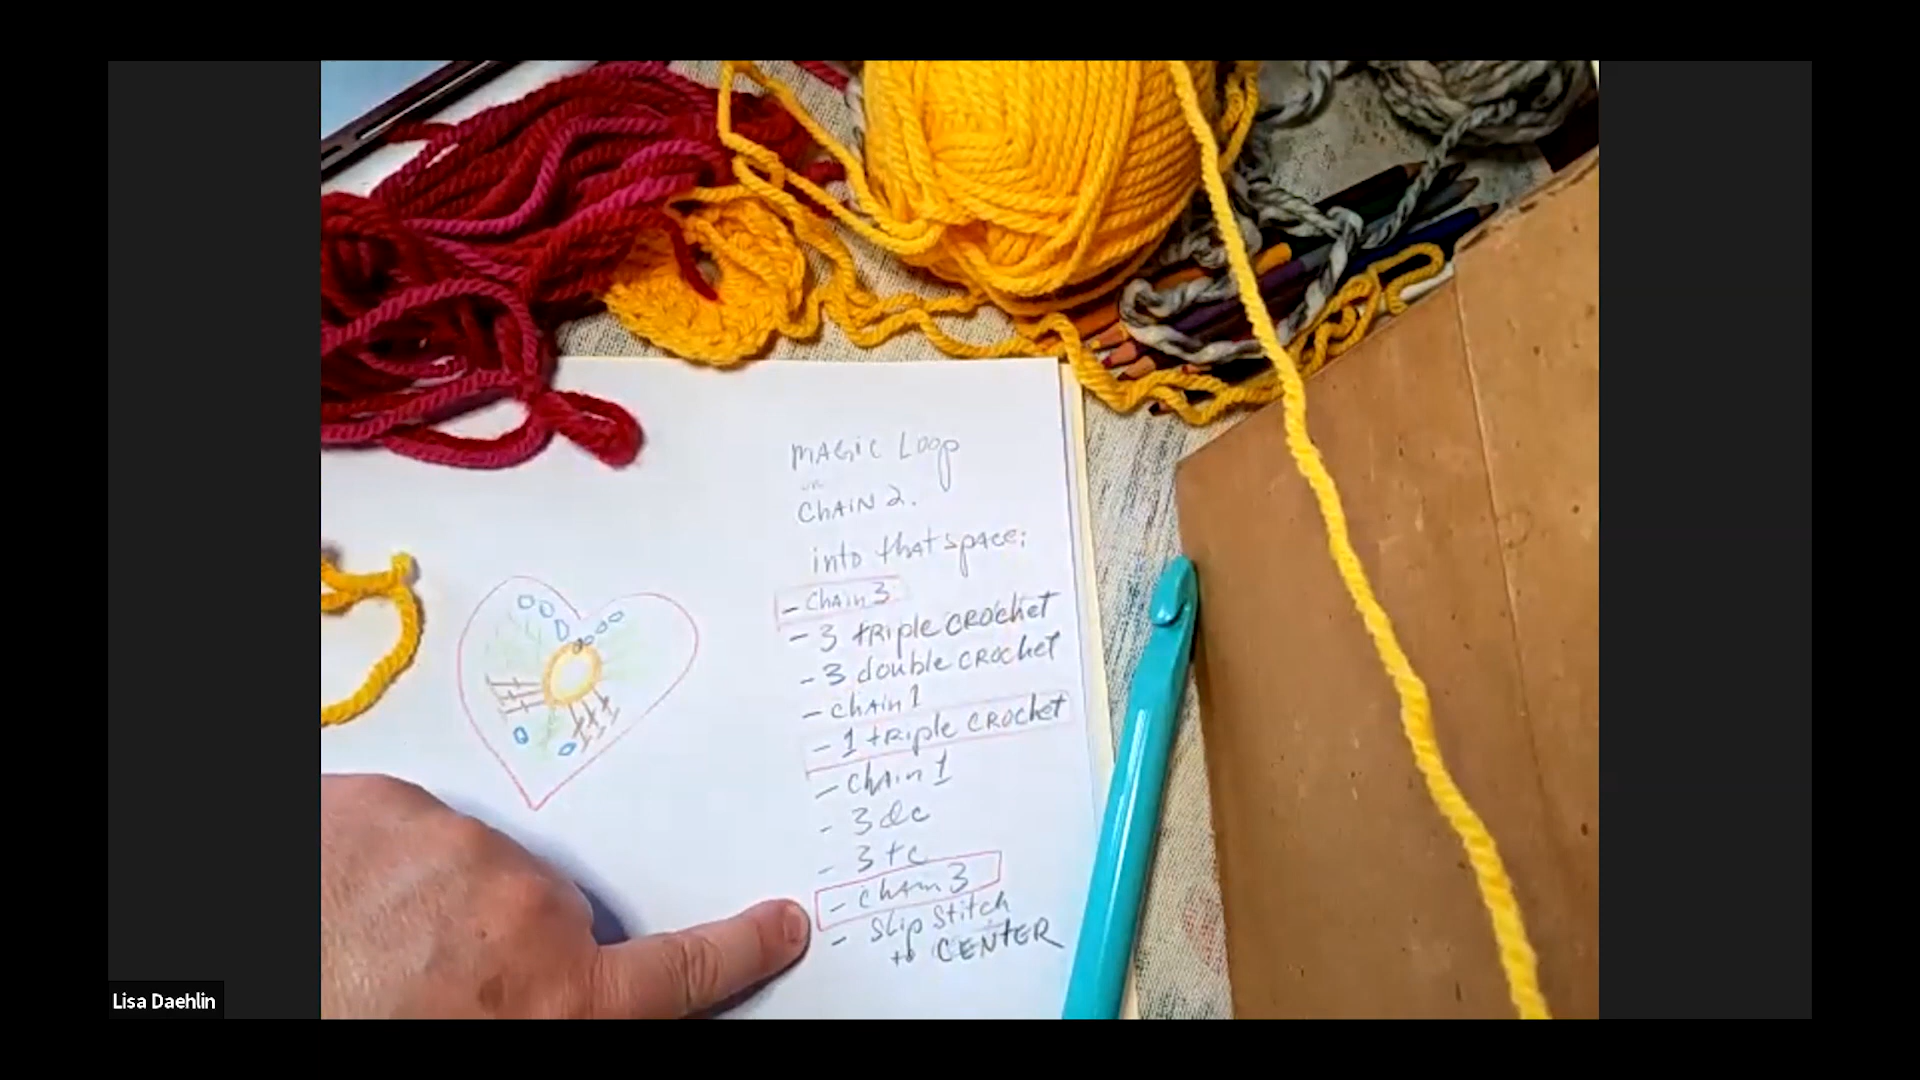 MAGIC LOOP
or
ChAIN 2.
into that space:
- Chain 3
- 3 tRiple CROchet
- 3 double CROchet
- chAin 1
- 1 tRiple CROchet
- ChAin 1
- 3 dc
- 3 tc
- Chain 3
- Slip Stitch
to CENtER
Lisa Daehlin